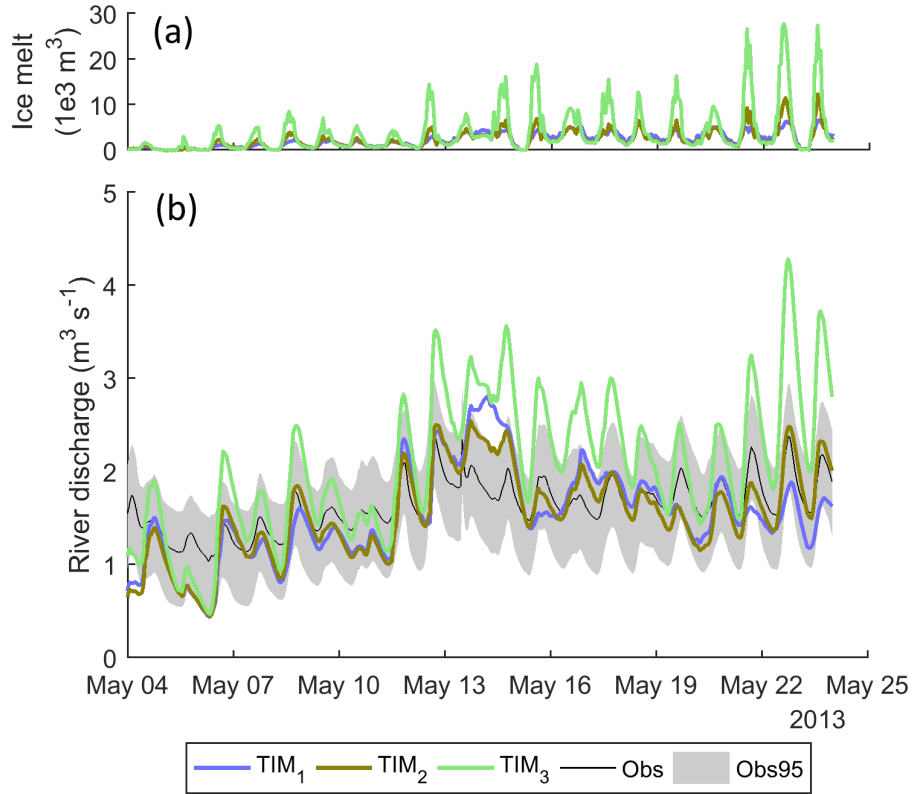 (a)
Ice melt
(1e3 m³)
30
20
10
0
(b)
River discharge (m³ s⁻¹)
5
4
3
2
1
0
May 04 May 07 May 10 May 13 May 16 May 19 May 22 May 25
2013
TIM₁ TIM₂ TIM₃ Obs Obs95